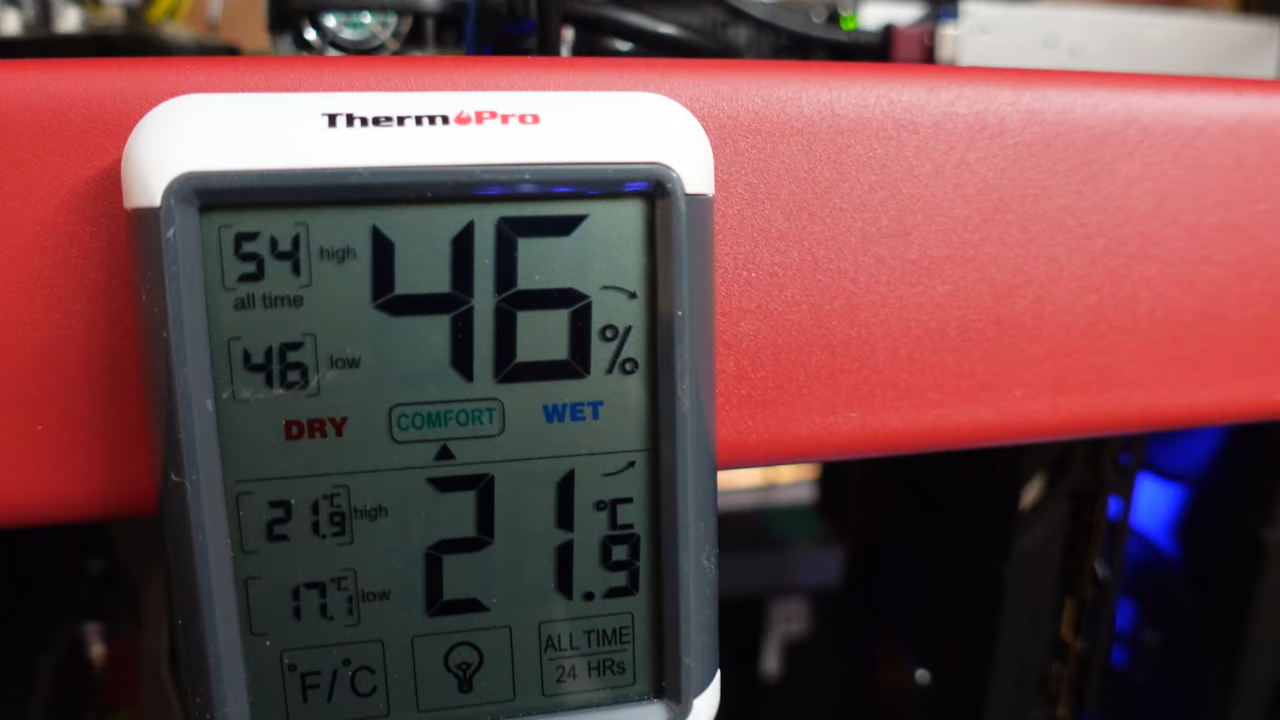 ThermPro
54 high
all time
46 low
46 %
DRY COMFORT WET
21.9 °C high
17.1 °C low
21.9 °C
°F/°C
ALL TIME
24 HRs